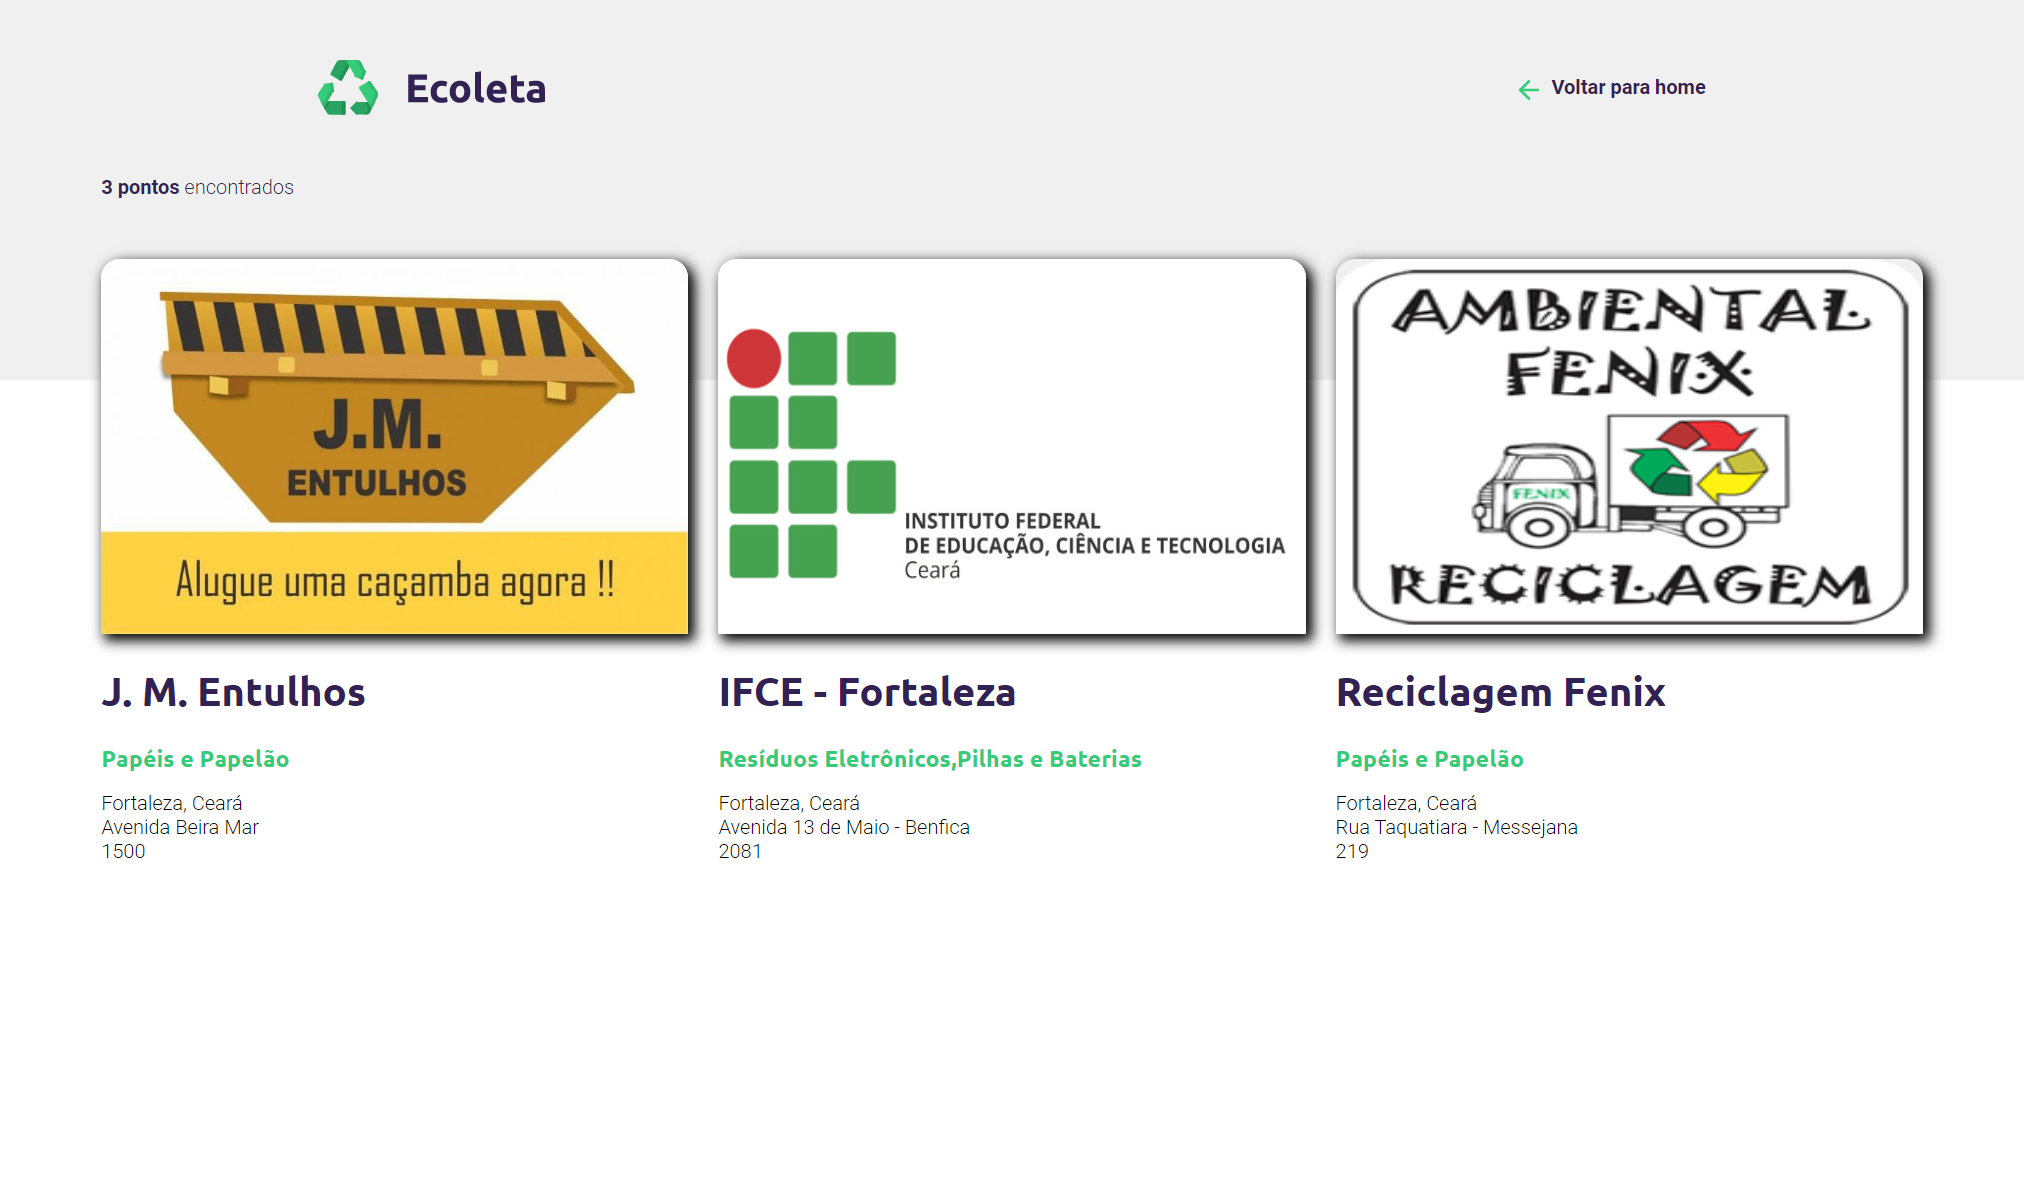 Ecoleta
Voltar para home
3 pontos encontrados
J.M.
ENTULHOS
Alugue uma caçamba agora !!
INSTITUTO FEDERAL
DE EDUCAÇÃO, CIÊNCIA E TECNOLOGIA
Ceará
AMBIENTAL
FENIX
FENIX
RECICLAGEM
J. M. Entulhos
Papéis e Papelão
Fortaleza, Ceará
Avenida Beira Mar
1500
IFCE - Fortaleza
Resíduos Eletrônicos,Pilhas e Baterias
Fortaleza, Ceará
Avenida 13 de Maio - Benfica
2081
Reciclagem Fenix
Papéis e Papelão
Fortaleza, Ceará
Rua Taquatiara - Messejana
219